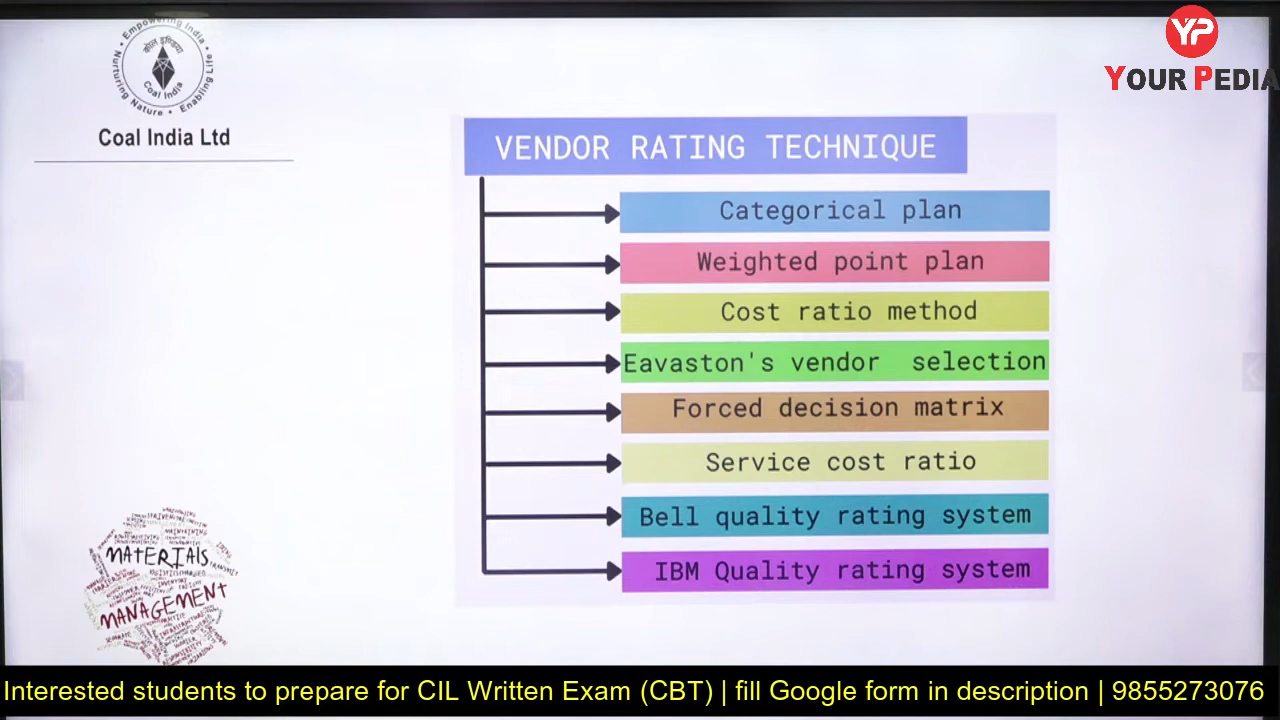 Empowering India
कोल इण्डिया
Coal India
Nurturing Nature • Enabling Life
Coal India Ltd
YP
YOUR PEDIA
VENDOR RATING TECHNIQUE
Categorical plan
Weighted point plan
Cost ratio method
Eavaston's vendor selection
Forced decision matrix
Service cost ratio
Bell quality rating system
IBM Quality rating system
MATERIALS
MANAGEMENT
Interested students to prepare for CIL Written Exam (CBT) | fill Google form in description | 9855273076